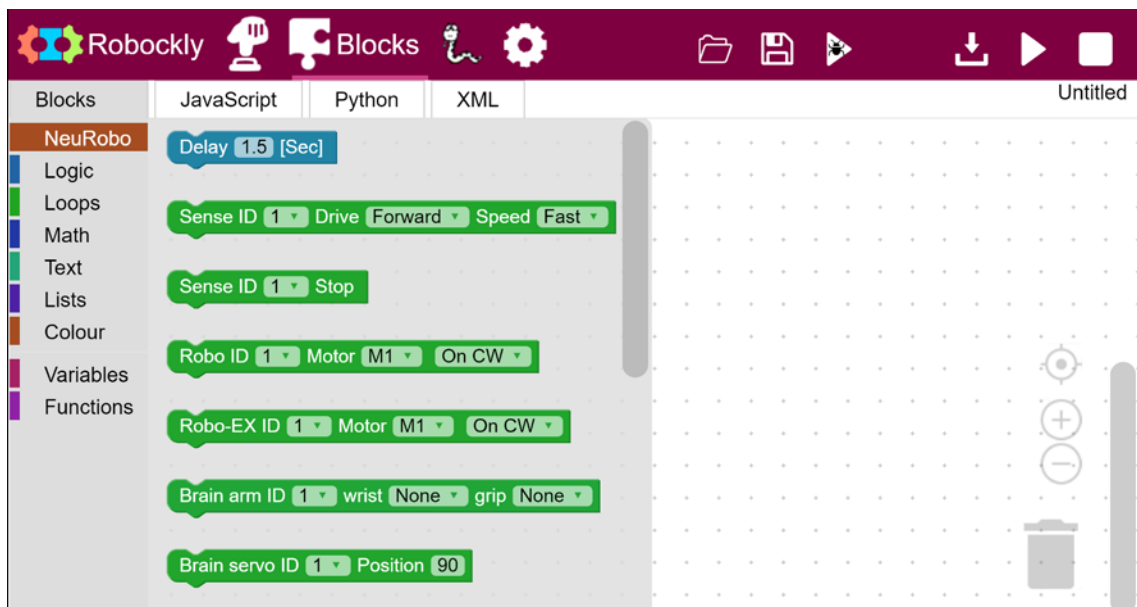 Robockly Blocks
Blocks JavaScript Python XML Untitled
NeuRobo
Logic
Loops
Math
Text
Lists
Colour
Variables
Functions
Delay 1.5 [Sec]
Sense ID 1 Drive Forward Speed Fast
Sense ID 1 Stop
Robo ID 1 Motor M1 On CW
Robo-EX ID 1 Motor M1 On CW
Brain arm ID 1 wrist None grip None
Brain servo ID 1 Position 90